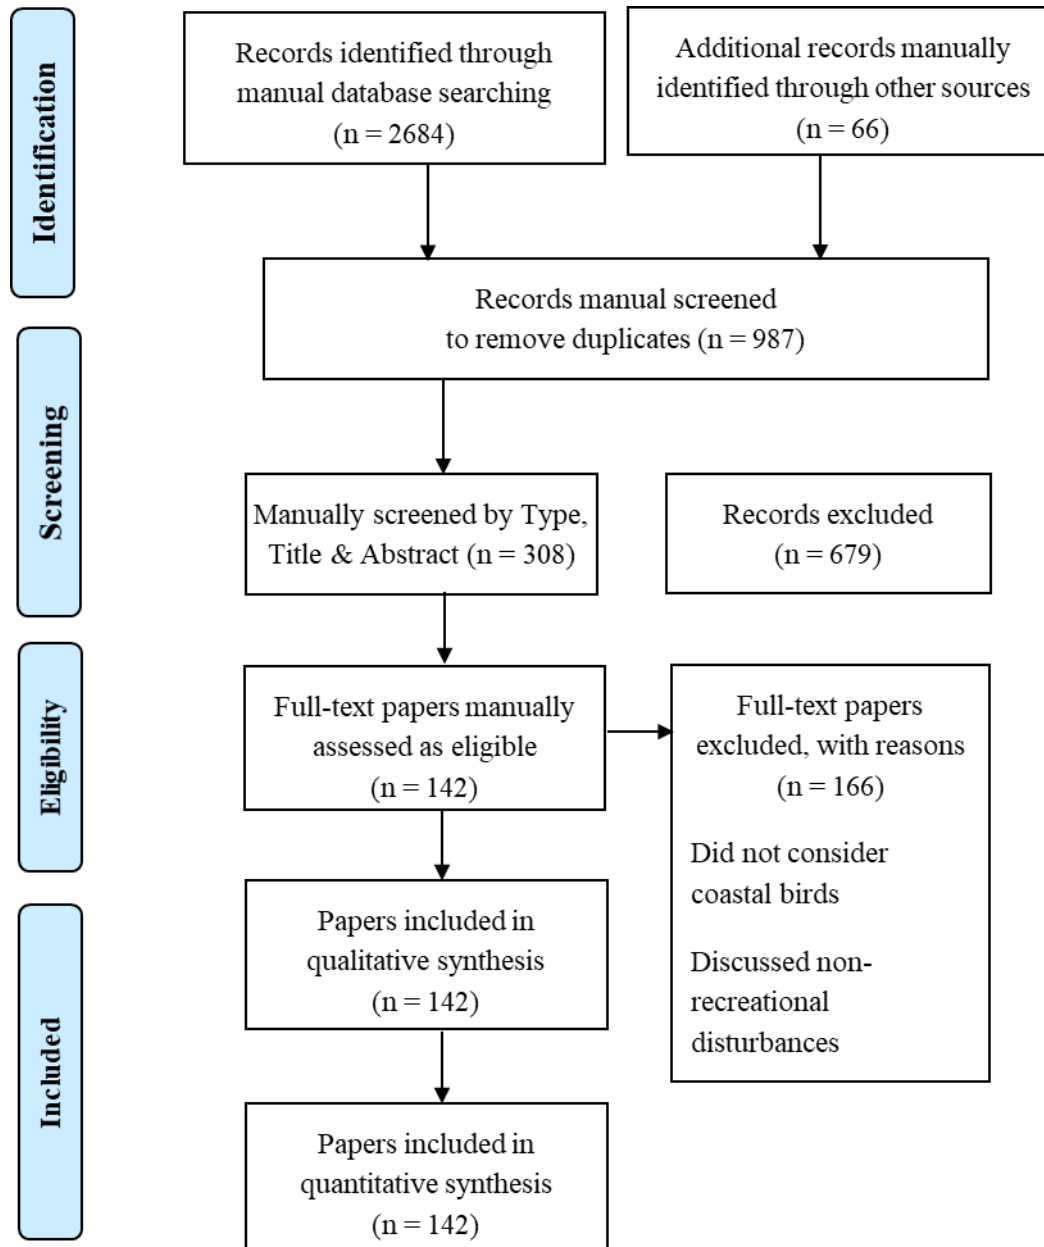 Identification
Records identified through
manual database searching
(n = 2684)
Additional records manually
identified through other sources
(n = 66)
Records manual screened
to remove duplicates (n = 987)
Screening
Manually screened by Type,
Title & Abstract (n = 308)
Records excluded
(n = 679)
Eligibility
Full-text papers manually
assessed as eligible
(n = 142)
Full-text papers
excluded, with reasons
(n = 166)
Did not consider
coastal birds
Discussed non-
recreational
disturbances
Included
Papers included in
qualitative synthesis
(n = 142)
Papers included in
quantitative synthesis
(n = 142)